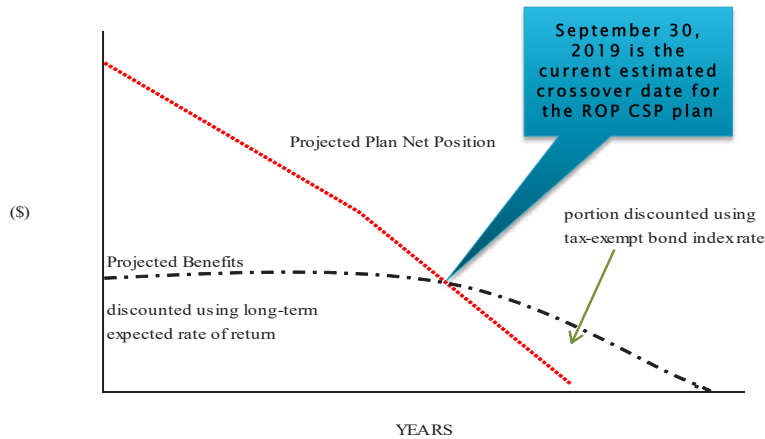 September 30,
2019 is the
current estimated
crossover date for
the ROP CSP plan
Projected Plan Net Position
($)
portion discounted using
tax-exempt bond index rate
Projected Benefits
discounted using long-term
expected rate of return
YEARS